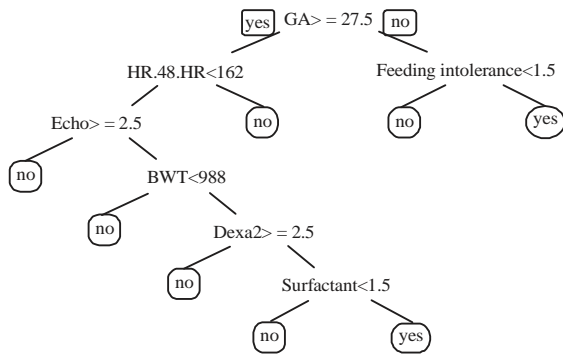 yes GA> = 27.5 no
HR.48.HR<162 Feeding intolerance<1.5
Echo> = 2.5 no no yes
no BWT<988
no Dexa2> = 2.5
no Surfactant<1.5
no yes